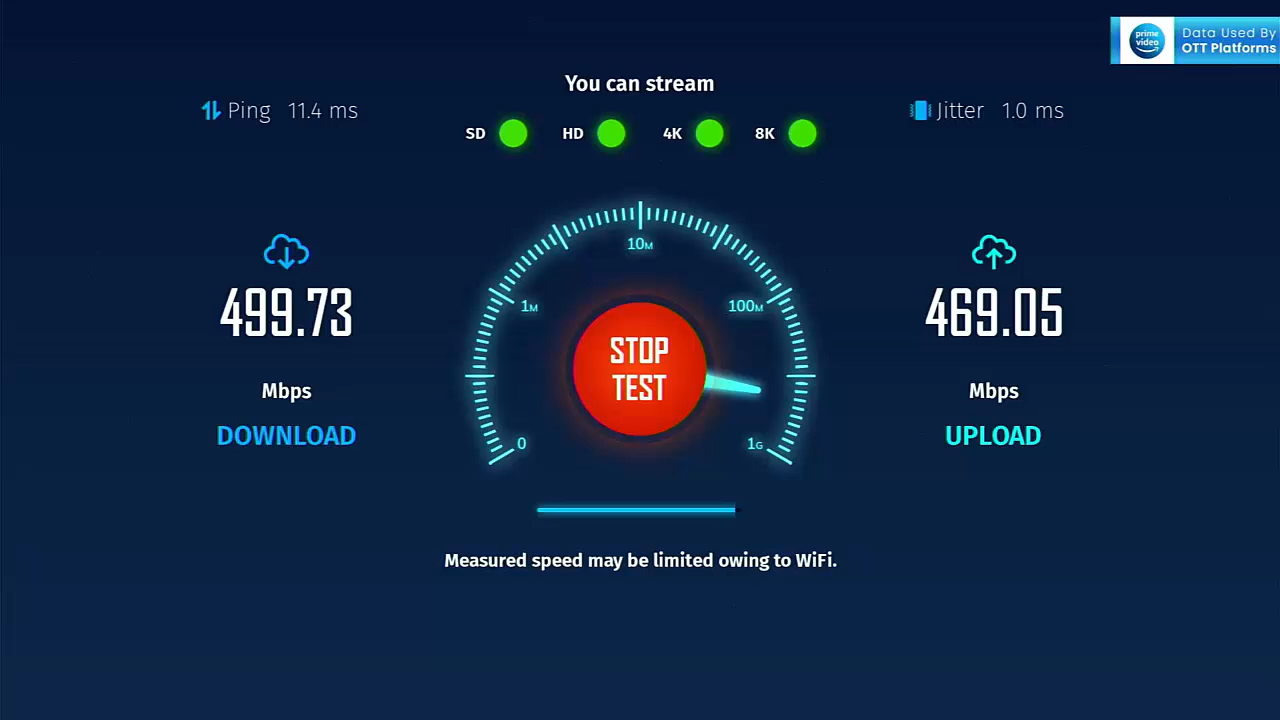 prime video
Data Used By
OTT Platforms
You can stream
Ping 11.4 ms
Jitter 1.0 ms
SD HD 4K 8K
10M
1M
100M
499.73
469.05
STOP
TEST
Mbps
Mbps
DOWNLOAD
UPLOAD
0
1G
Measured speed may be limited owing to WiFi.